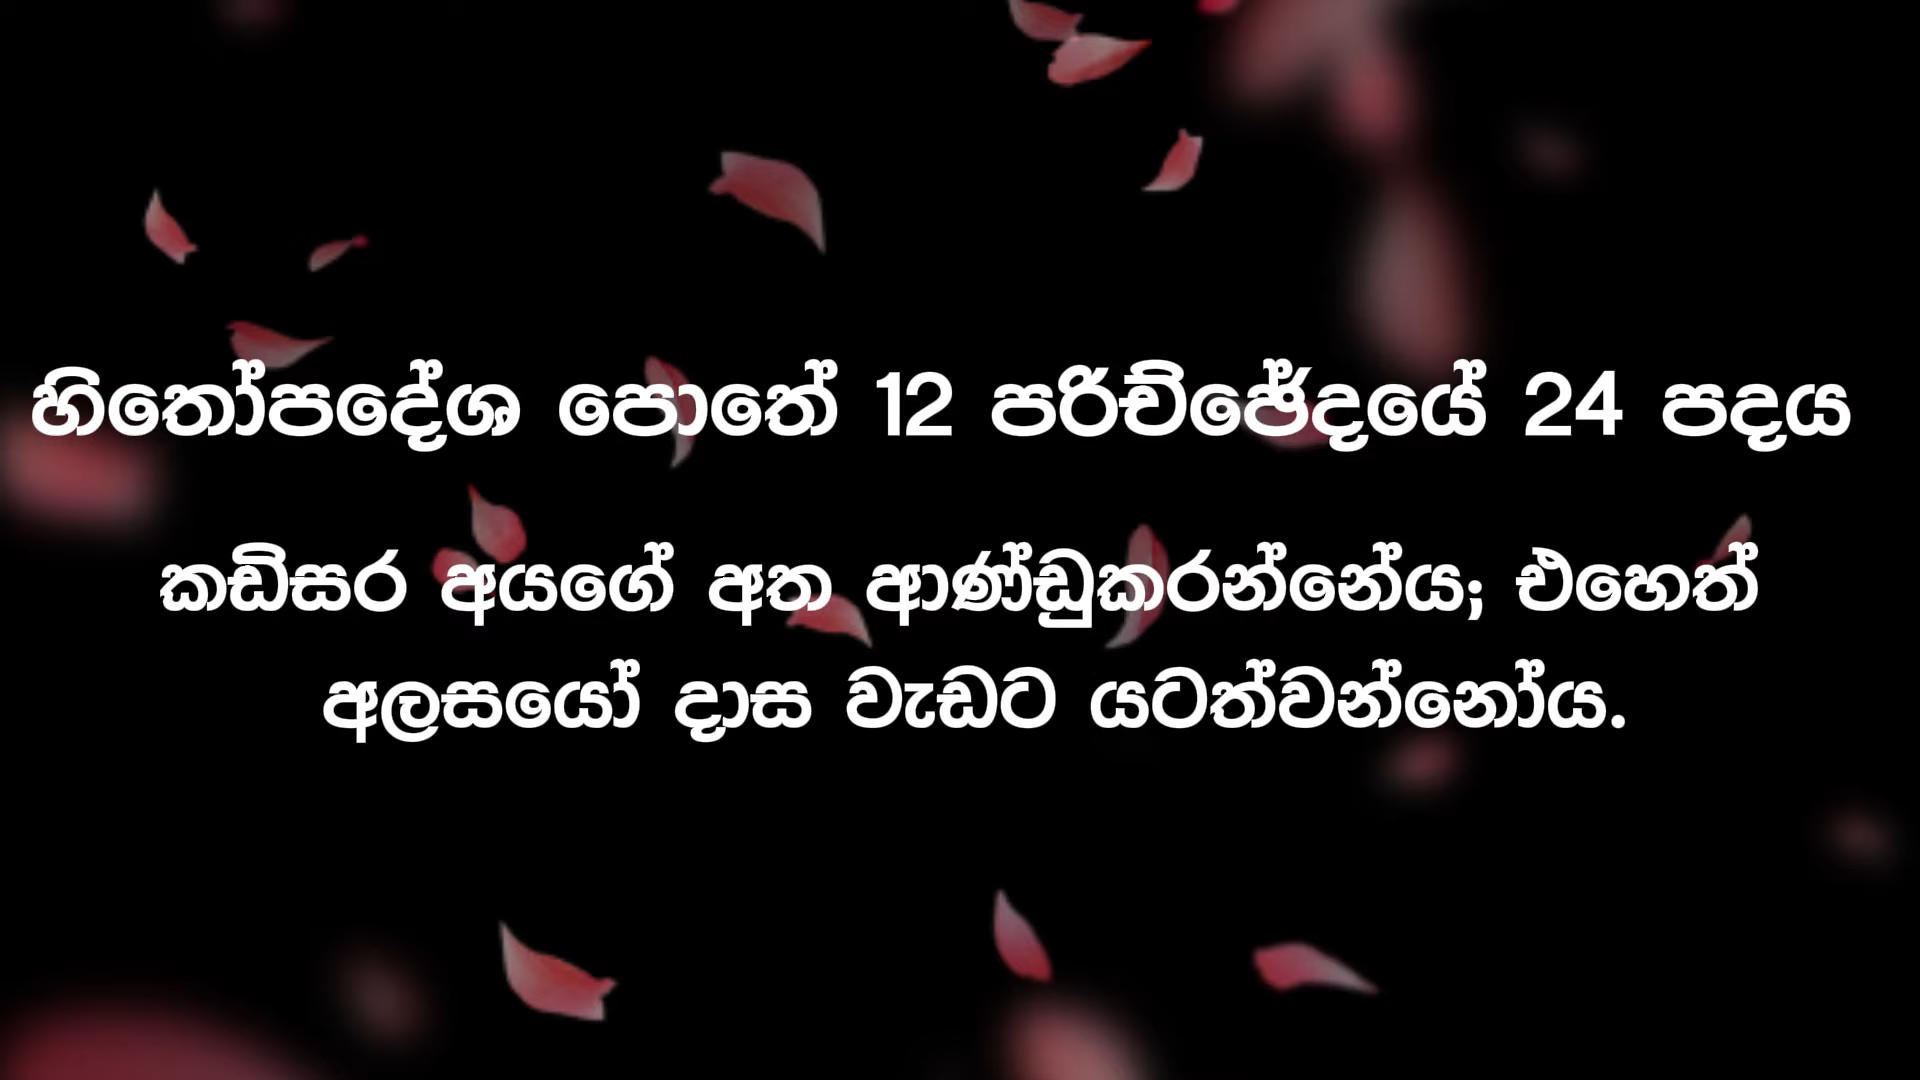 හිතෝපදේශ පොතේ 12 පරිච්ඡේදයේ 24 පදය
කඩිසර අයගේ අත ආණ්ඩුකරන්නේය; එහෙත්
අලසයෝ දාස වැඩට යටත්වන්නෝය.